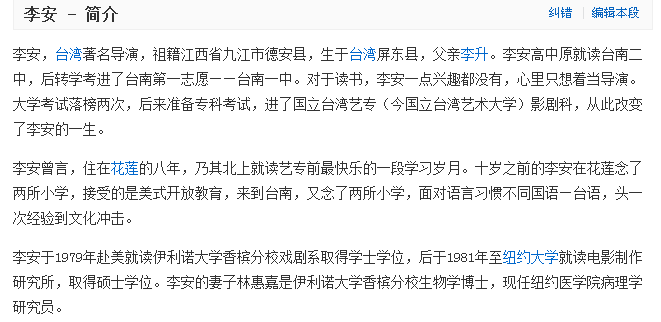 李安 - 简介
纠错 编辑本段
李安，台湾著名导演，祖籍江西省九江市德安县，生于台湾屏东县，父亲李升。李安高中原就读台南二
中，后转学考进了台南第一志愿——台南一中。对于读书，李安一点兴趣都没有，心里只想着当导演。
大学考试落榜两次，后来准备专科考试，进了国立台湾艺专（今国立台湾艺术大学）影剧科，从此改变
了李安的一生。
李安曾言，住在花莲的八年，乃其北上就读艺专前最快乐的一段学习岁月。十岁之前的李安在花莲念了
两所小学，接受的是美式开放教育，来到台南，又念了两所小学，面对语言习惯不同国语－台语，头一
次经验到文化冲击。
李安于1979年赴美就读伊利诺大学香槟分校戏剧系取得学士学位，后于1981年至纽约大学就读电影制作
研究所，取得硕士学位。李安的妻子林惠嘉是伊利诺大学香槟分校生物学博士，现任纽约医学院病理学
研究员。